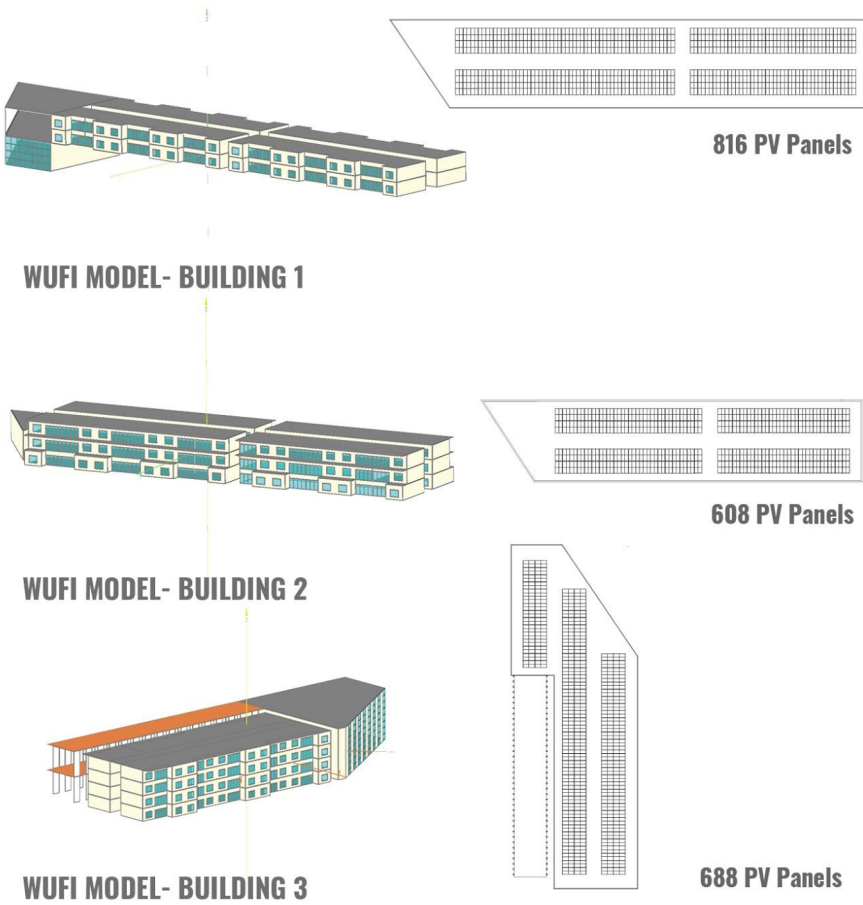 816 PV Panels
WUFI MODEL- BUILDING 1
608 PV Panels
WUFI MODEL- BUILDING 2
688 PV Panels
WUFI MODEL- BUILDING 3